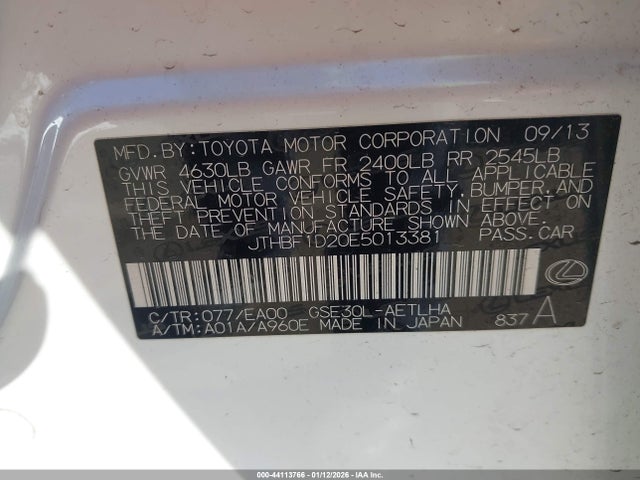 MFD.BY:TOYOTA MOTOR CORPORATION 09/13
GVWR 4630LB GAWR FR 2400LB RR 2545LB
THIS VEHICLE CONFORMS TO ALL APPLICABLE
FEDERAL MOTOR VEHICLE SAFETY, BUMPER, AND
THEFT PREVENTION STANDARDS IN EFFECT ON
THE DATE OF MANUFACTURE SHOWN ABOVE.
JTHBF1D20E5013381 PASS.CAR
C/TR:077/EA00 GSE30L-AETLHA
A/TM:A01A/A960E MADE IN JAPAN 837 A
000-44113766 - 01/12/2026 - IAA Inc.